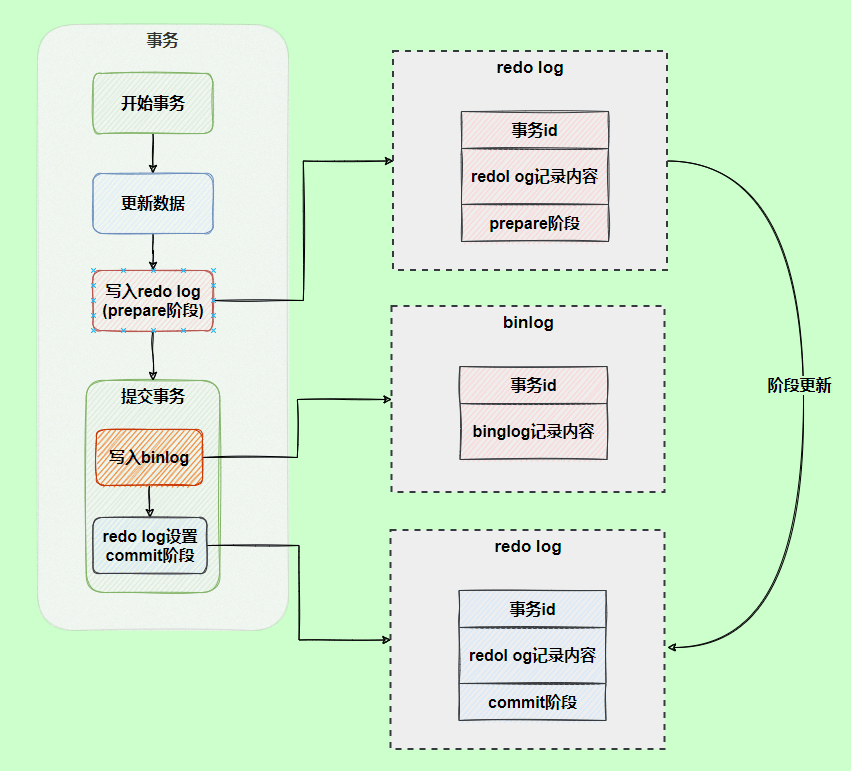 事务
开始事务
更新数据
写入redo log
(prepare阶段)
提交事务
写入binlog
redo log设置
commit阶段
redo log
事务id
redol og记录内容
prepare阶段
binlog
事务id
binglog记录内容
redo log
事务id
redol og记录内容
commit阶段
阶段更新